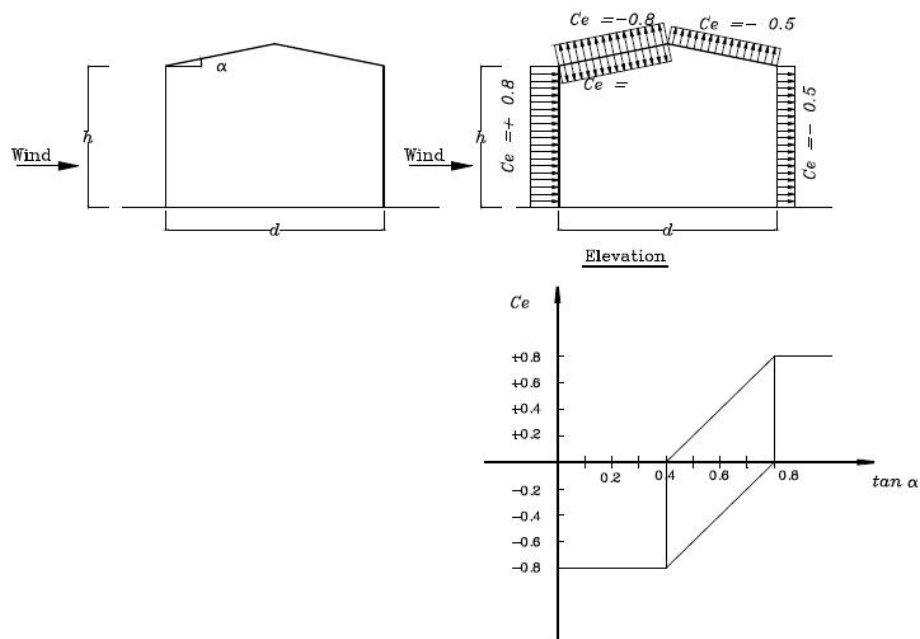 α
h
Wind
d
Ce =-0.8
Ce =- 0.5
Ce =
Ce =+ 0.8
h
Wind
Ce =- 0.5
d
Elevation
Ce
+0.8
+0.6
+0.4
+0.2
0.2 0.4 0.6 0.8
tan α
-0.2
-0.4
-0.6
-0.8